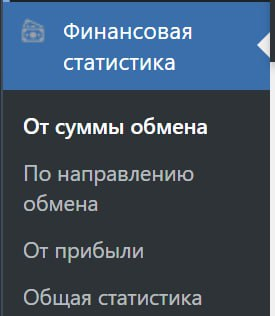 Финансовая
статистика
От суммы обмена
По направлению
обмена
От прибыли
Общая статистика